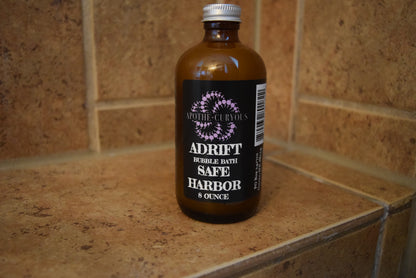 APOTHE·CURYOUS
ADRIFT
BUBBLE BATH
SAFE
HARBOR
8 OUNCE